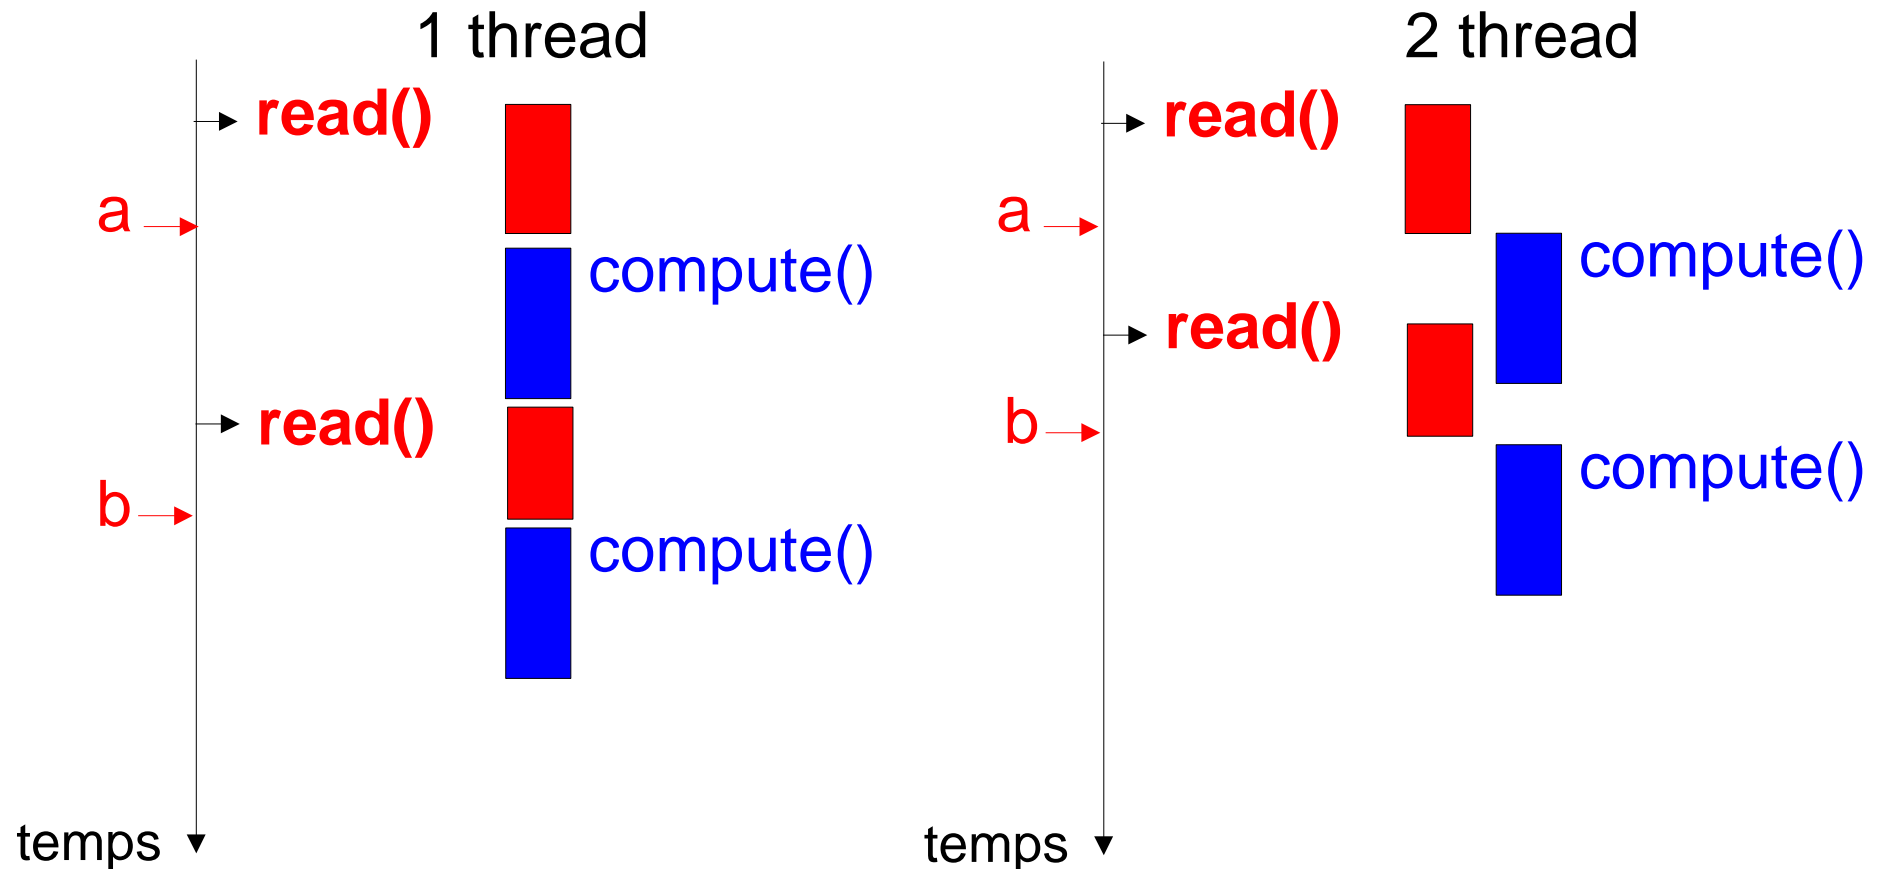 1 thread
read()
a
compute()
read()
b
compute()
temps
2 thread
read()
a
compute()
read()
b
compute()
temps